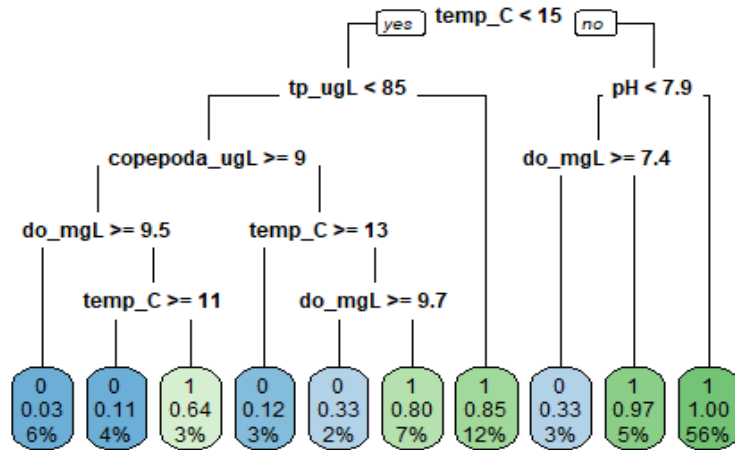 yes temp_C < 15 no
tp_ugL < 85 pH < 7.9
copepoda_ugL >= 9 do_mgL >= 7.4
do_mgL >= 9.5 temp_C >= 13
temp_C >= 11 do_mgL >= 9.7
0 0 1 0 0 1 1 0 1 1
0.03 0.11 0.64 0.12 0.33 0.80 0.85 0.33 0.97 1.00
6% 4% 3% 3% 2% 7% 12% 3% 5% 56%